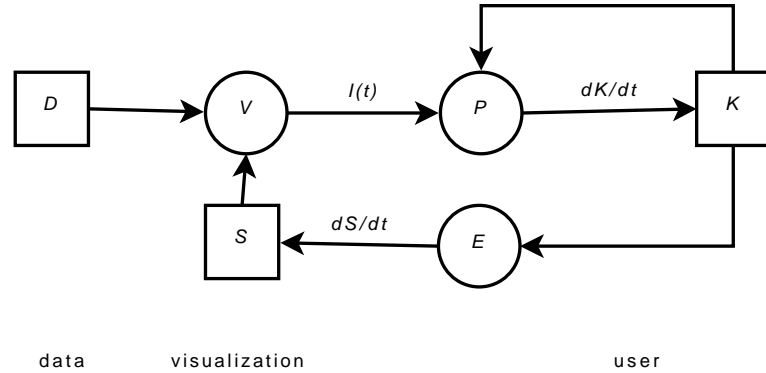 I(t)
dK/dt
D
V
P
K
S
dS/dt
E
data
visualization
user